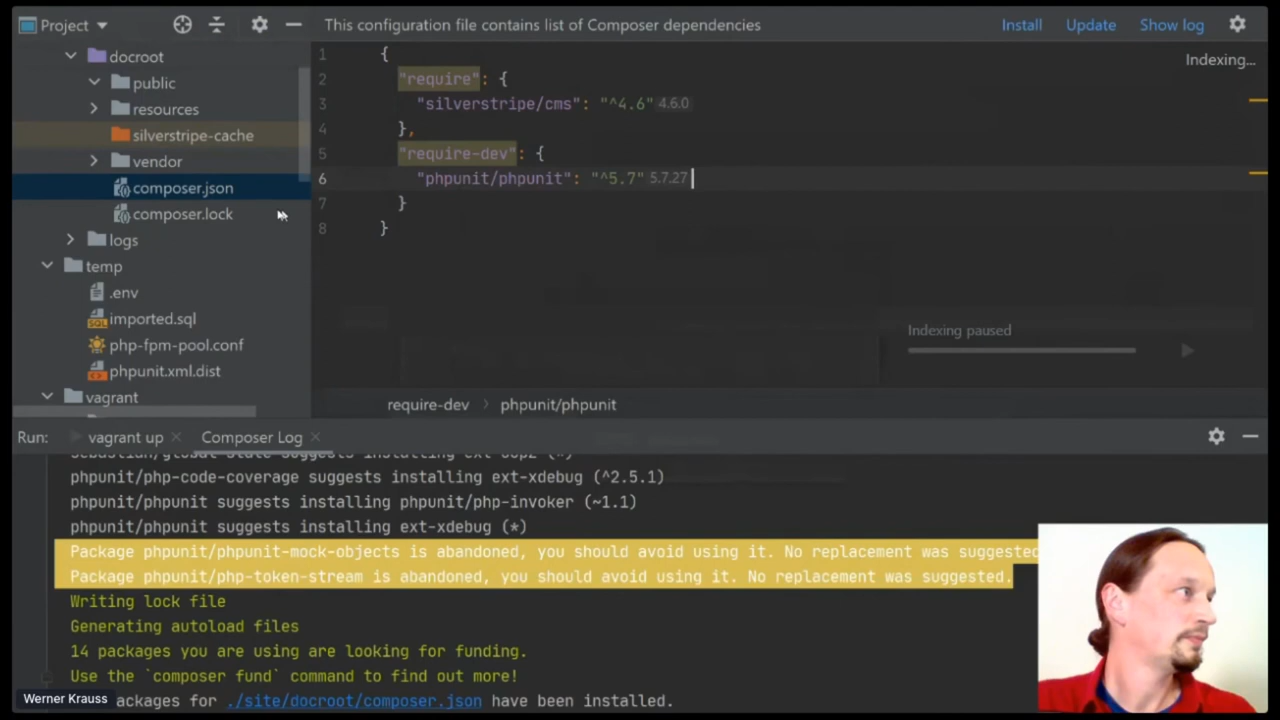 Project
This configuration file contains list of Composer dependencies
Install
Update
Show log
docroot
public
resources
silverstripe-cache
vendor
composer.json
composer.lock
logs
temp
.env
imported.sql
php-fpm-pool.conf
phpunit.xml.dist
vagrant
1 {
2 "require": {
3 "silverstripe/cms": "^4.6" 4.6.0
4 },
5 "require-dev": {
6 "phpunit/phpunit": "^5.7" 5.7.27
7 }
8 }
Indexing...
Indexing paused
require-dev > phpunit/phpunit
Run:
vagrant up
Composer Log
sebastian/global-state suggests installing ext-uopz (*)
phpunit/php-code-coverage suggests installing ext-xdebug (^2.5.1)
phpunit/phpunit suggests installing phpunit/php-invoker (~1.1)
phpunit/phpunit suggests installing ext-xdebug (*)
Package phpunit/phpunit-mock-objects is abandoned, you should avoid using it. No replacement was suggested
Package phpunit/php-token-stream is abandoned, you should avoid using it. No replacement was suggested.
Writing lock file
Generating autoload files
14 packages you are using are looking for funding.
Use the `composer fund` command to find out more!
packages for ./site/docroot/composer.json have been installed.
Werner Krauss